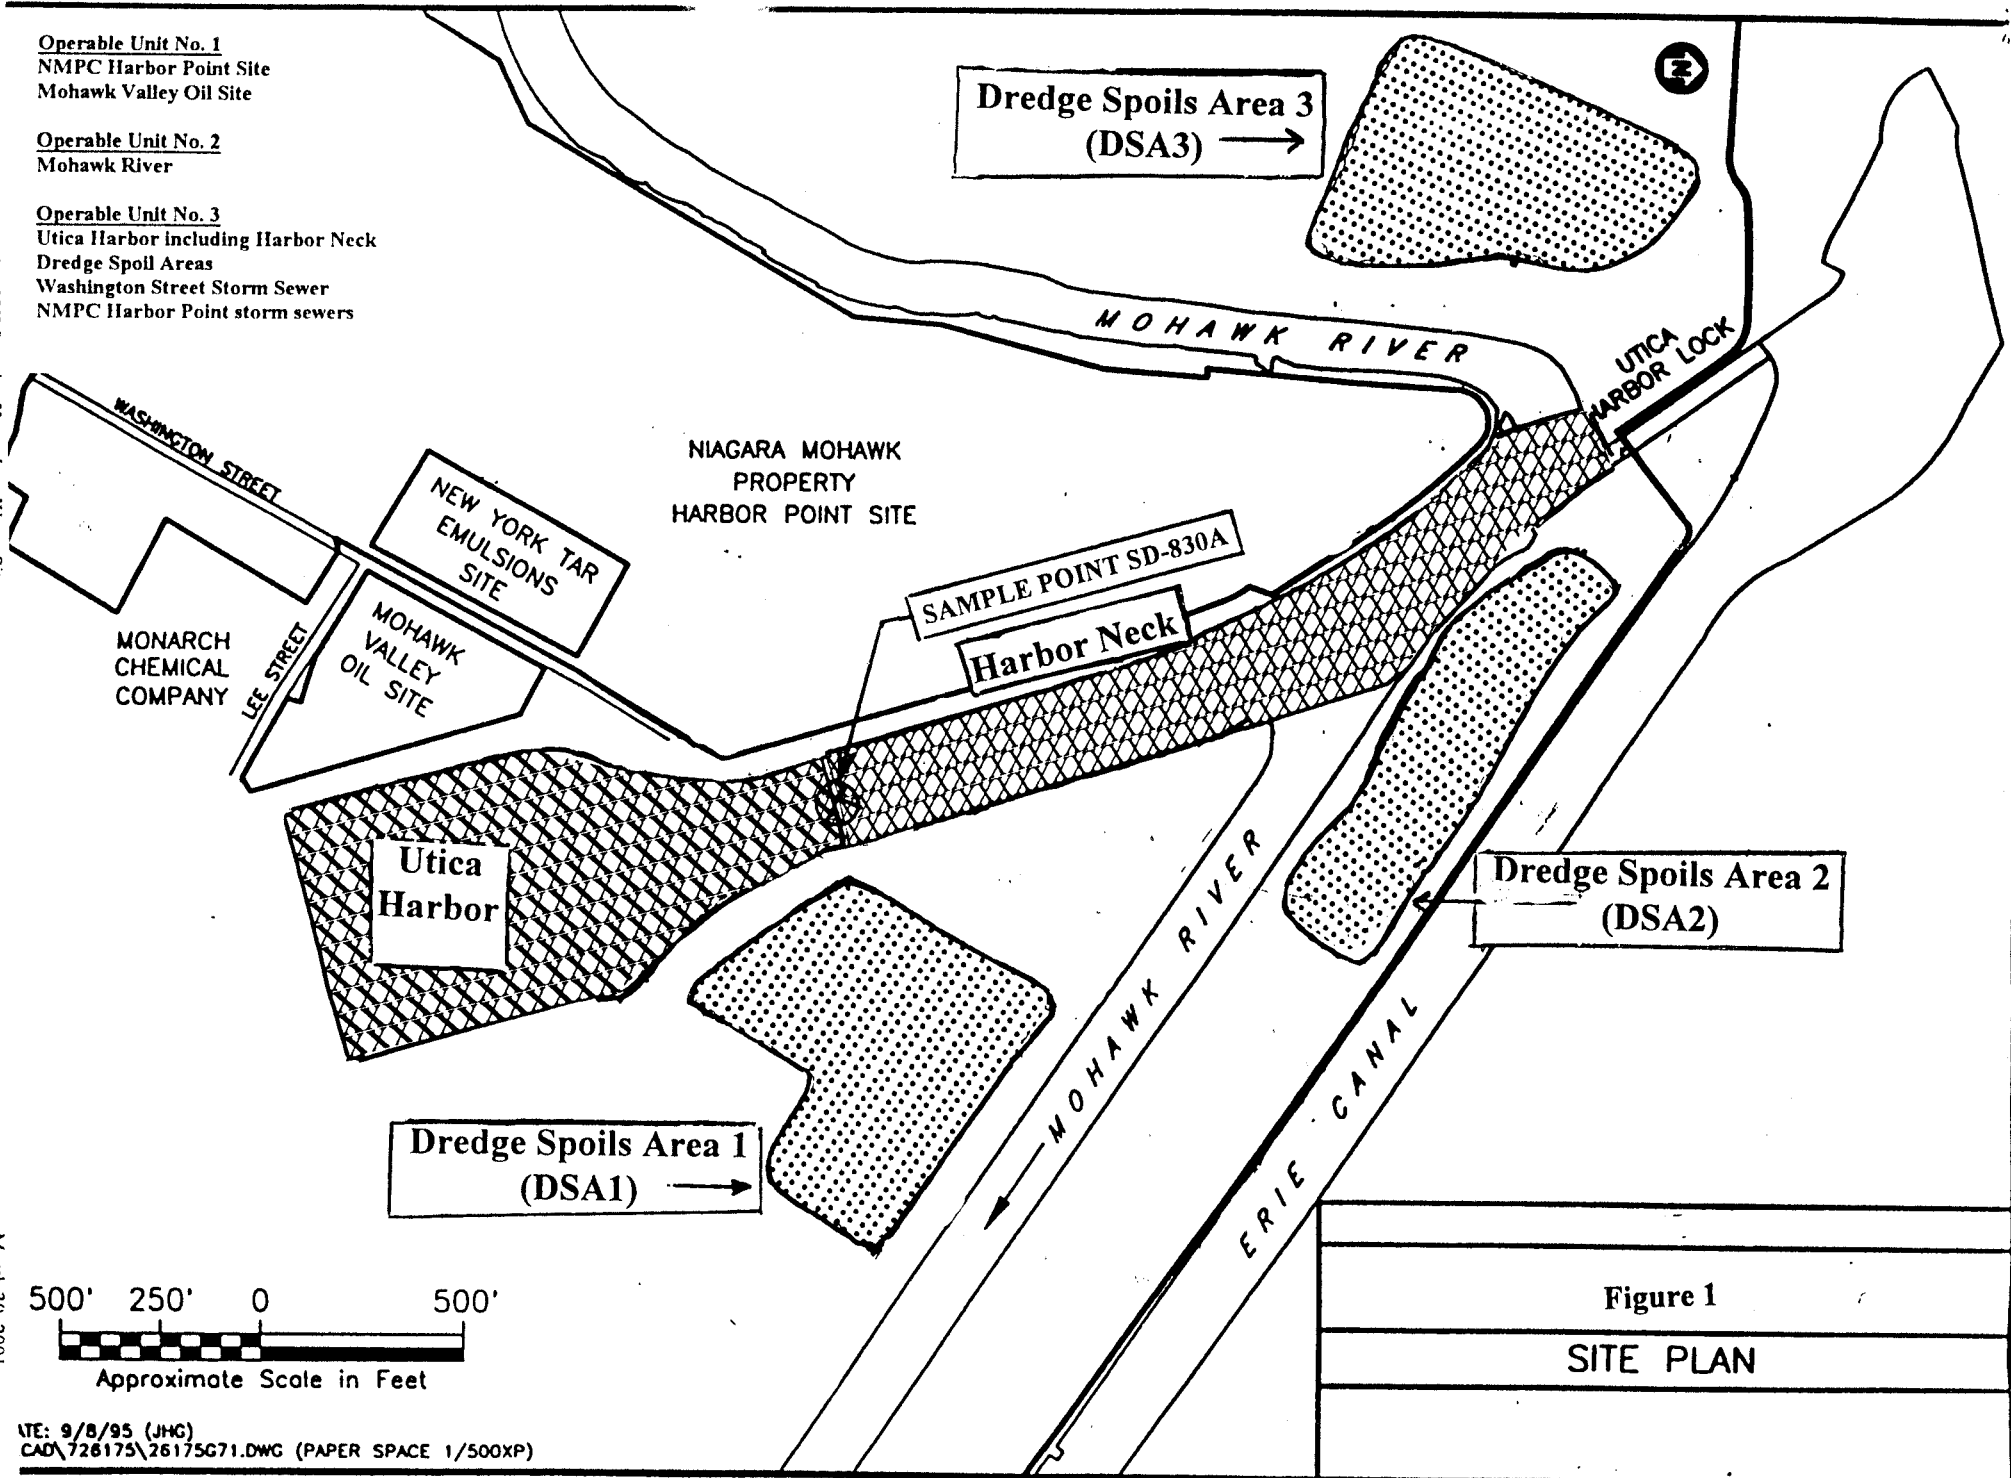 Operable Unit No. 1
NMPC Harbor Point Site
Mohawk Valley Oil Site
Operable Unit No. 2
Mohawk River
Operable Unit No. 3
Utica Harbor including Harbor Neck
Dredge Spoil Areas
Washington Street Storm Sewer
NMPC Harbor Point storm sewers
Dredge Spoils Area 3
(DSA3)
N
MOHAWK RIVER
UTICA
HARBOR LOCK
WASHINGTON STREET
NEW YORK TAR
EMULSIONS
SITE
NIAGARA MOHAWK
PROPERTY
HARBOR POINT SITE
SAMPLE POINT SD-830A
Harbor Neck
MONARCH
CHEMICAL
COMPANY
LEE STREET
MOHAWK
VALLEY
OIL SITE
Utica
Harbor
MOHAWK RIVER
Dredge Spoils Area 2
(DSA2)
ERIE CANAL
Dredge Spoils Area 1
(DSA1)
500' 250' 0 500'
Approximate Scale in Feet
Figure 1
SITE PLAN
TE: 9/8/95 (JHG)
CAD\726175\26175G71.DWG (PAPER SPACE 1/500XP)